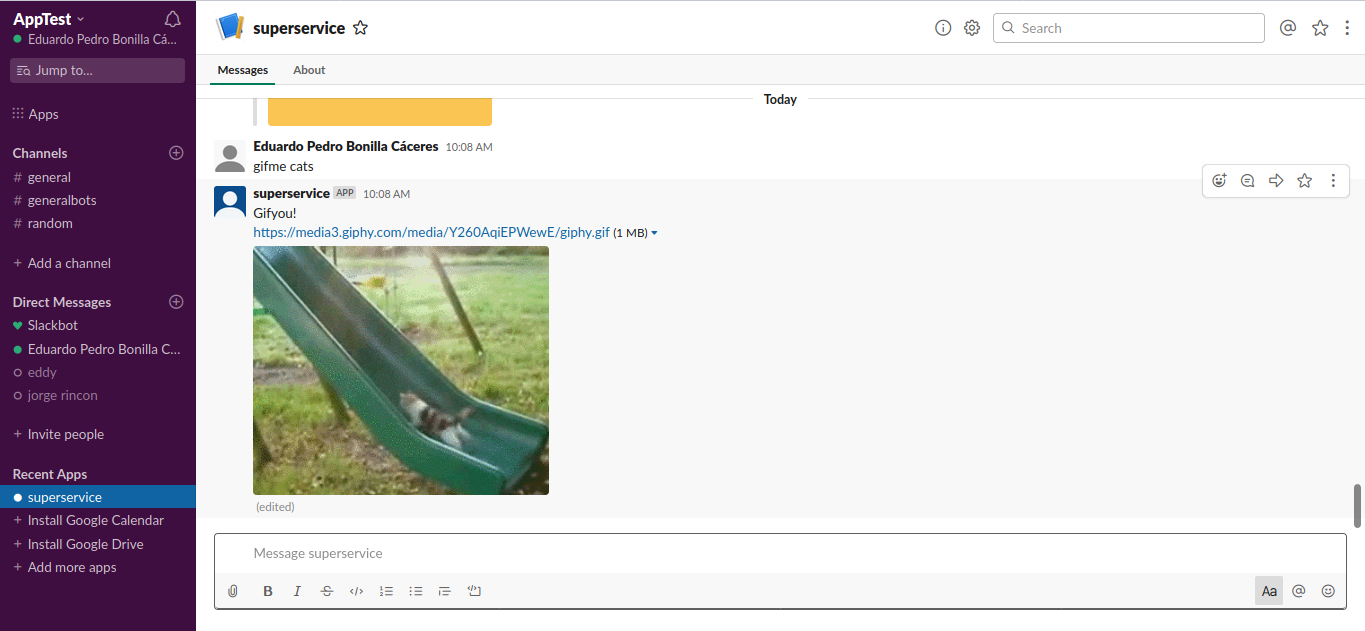 AppTest
Eduardo Pedro Bonilla Cá...
Jump to...
Apps
Channels
# general
# generalbots
# random
+ Add a channel
Direct Messages
Slackbot
Eduardo Pedro Bonilla C...
eddy
jorge rincon
+ Invite people
Recent Apps
superservice
+ Install Google Calendar
+ Install Google Drive
+ Add more apps
superservice
Search
Messages About
Today
Eduardo Pedro Bonilla Cáceres 10:08 AM
gifme cats
superservice APP 10:08 AM
Gifyou!
https://media3.giphy.com/media/Y260AqiEPWewE/giphy.gif (1 MB)
(edited)
Message superservice
B I S </> Aa @